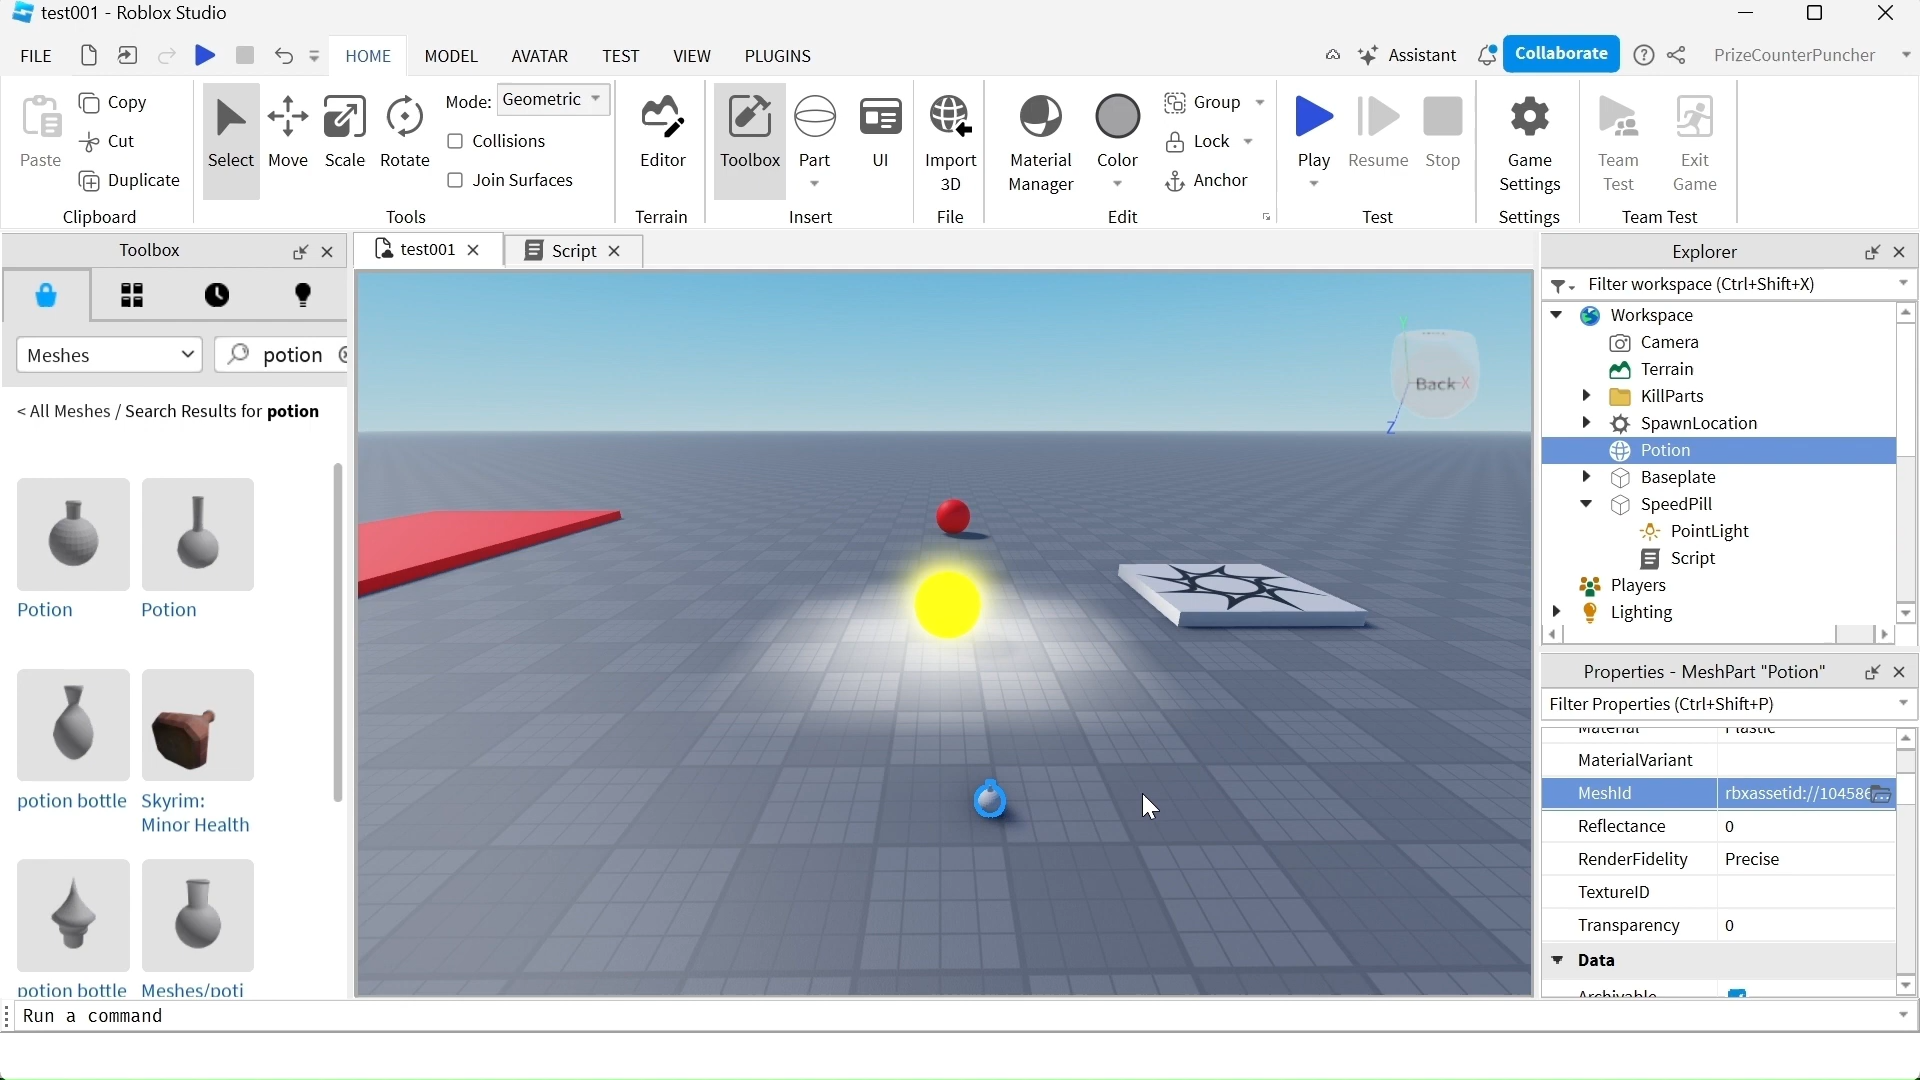 test001 - Roblox Studio
FILE
HOME
MODEL
AVATAR
TEST
VIEW
PLUGINS
Assistant
Collaborate
PrizeCounterPuncher
Paste
Copy
Cut
Duplicate
Clipboard
Select
Move
Scale
Rotate
Mode: Geometric
Collisions
Join Surfaces
Tools
Editor
Terrain
Toolbox
Part
UI
Insert
Import
3D
File
Material
Manager
Color
Group
Lock
Anchor
Edit
Play
Resume
Stop
Test
Game
Settings
Settings
Team
Test
Exit
Game
Team Test
Toolbox
test001
Script
Meshes
potion
< All Meshes / Search Results for potion
Potion
Potion
potion bottle
Skyrim:
Minor Health
potion bottle
Meshes/poti
Back
X
Y
Z
Explorer
Filter workspace (Ctrl+Shift+X)
Workspace
Camera
Terrain
KillParts
SpawnLocation
Potion
Baseplate
SpeedPill
PointLight
Script
Players
Lighting
Properties - MeshPart "Potion"
Filter Properties (Ctrl+Shift+P)
Material Plastic
MaterialVariant
MeshId rbxassetid://104586
Reflectance 0
RenderFidelity Precise
TextureID
Transparency 0
Data
Archivable
Run a command